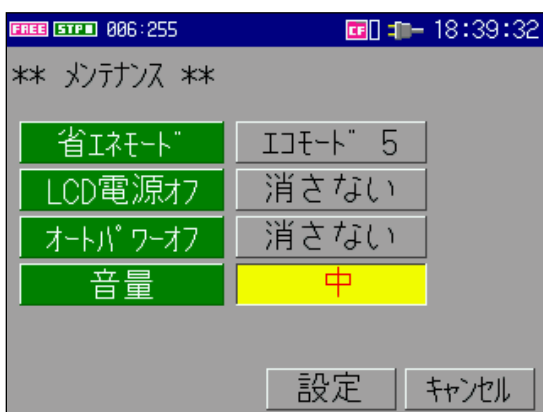 FREE STP 006:255 CF 18:39:32
** メンテナンス **
省エネモード エコモード 5
LCD電源オフ 消さない
オートパワーオフ 消さない
音量 中
設定 キャンセル